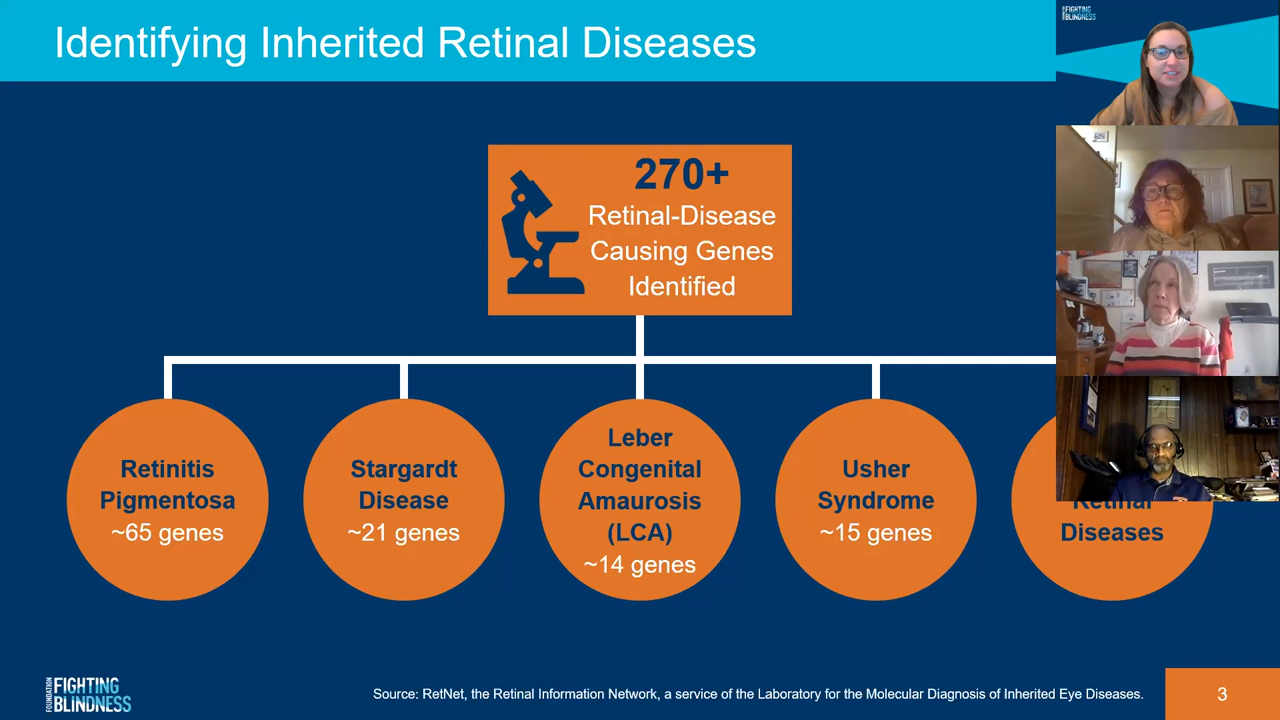 Identifying Inherited Retinal Diseases
FIGHTING
BLINDNESS
270+
Retinal-Disease
Causing Genes
Identified
Retinitis
Pigmentosa
~65 genes
Stargardt
Disease
~21 genes
Leber
Congenital
Amaurosis
(LCA)
~14 genes
Usher
Syndrome
~15 genes
Retinal
Diseases
FOUNDATION
FIGHTING
BLINDNESS
Source: RetNet, the Retinal Information Network, a service of the Laboratory for the Molecular Diagnosis of Inherited Eye Diseases.
3